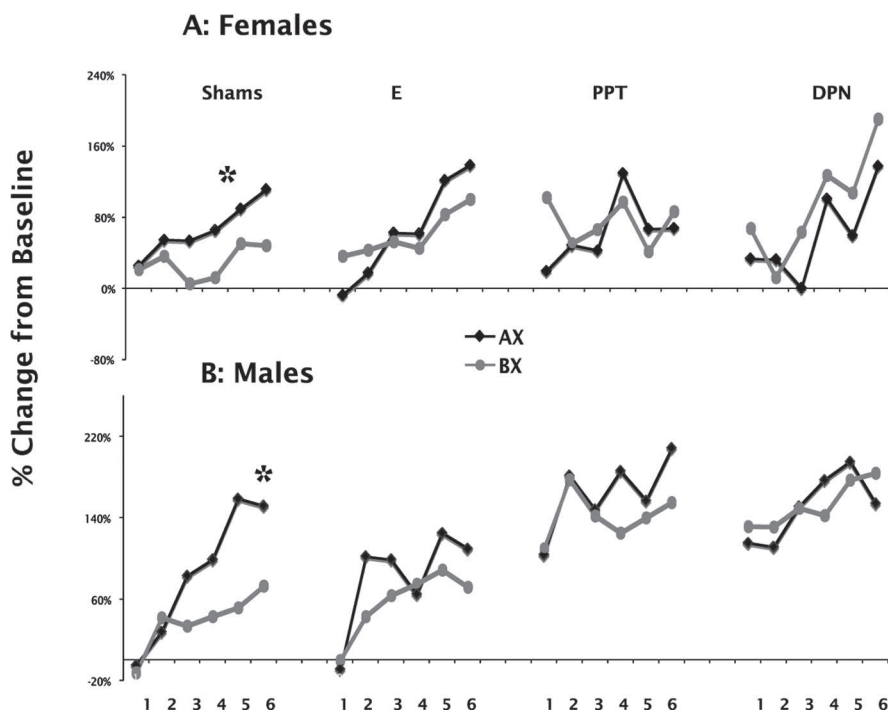 A: Females
240%
Shams E PPT DPN
*
160%
80%
0%
-80%
% Change from Baseline
AX
BX
B: Males
220%
*
140%
60%
-20%
1 2 3 4 5 6 1 2 3 4 5 6 1 2 3 4 5 6 1 2 3 4 5 6